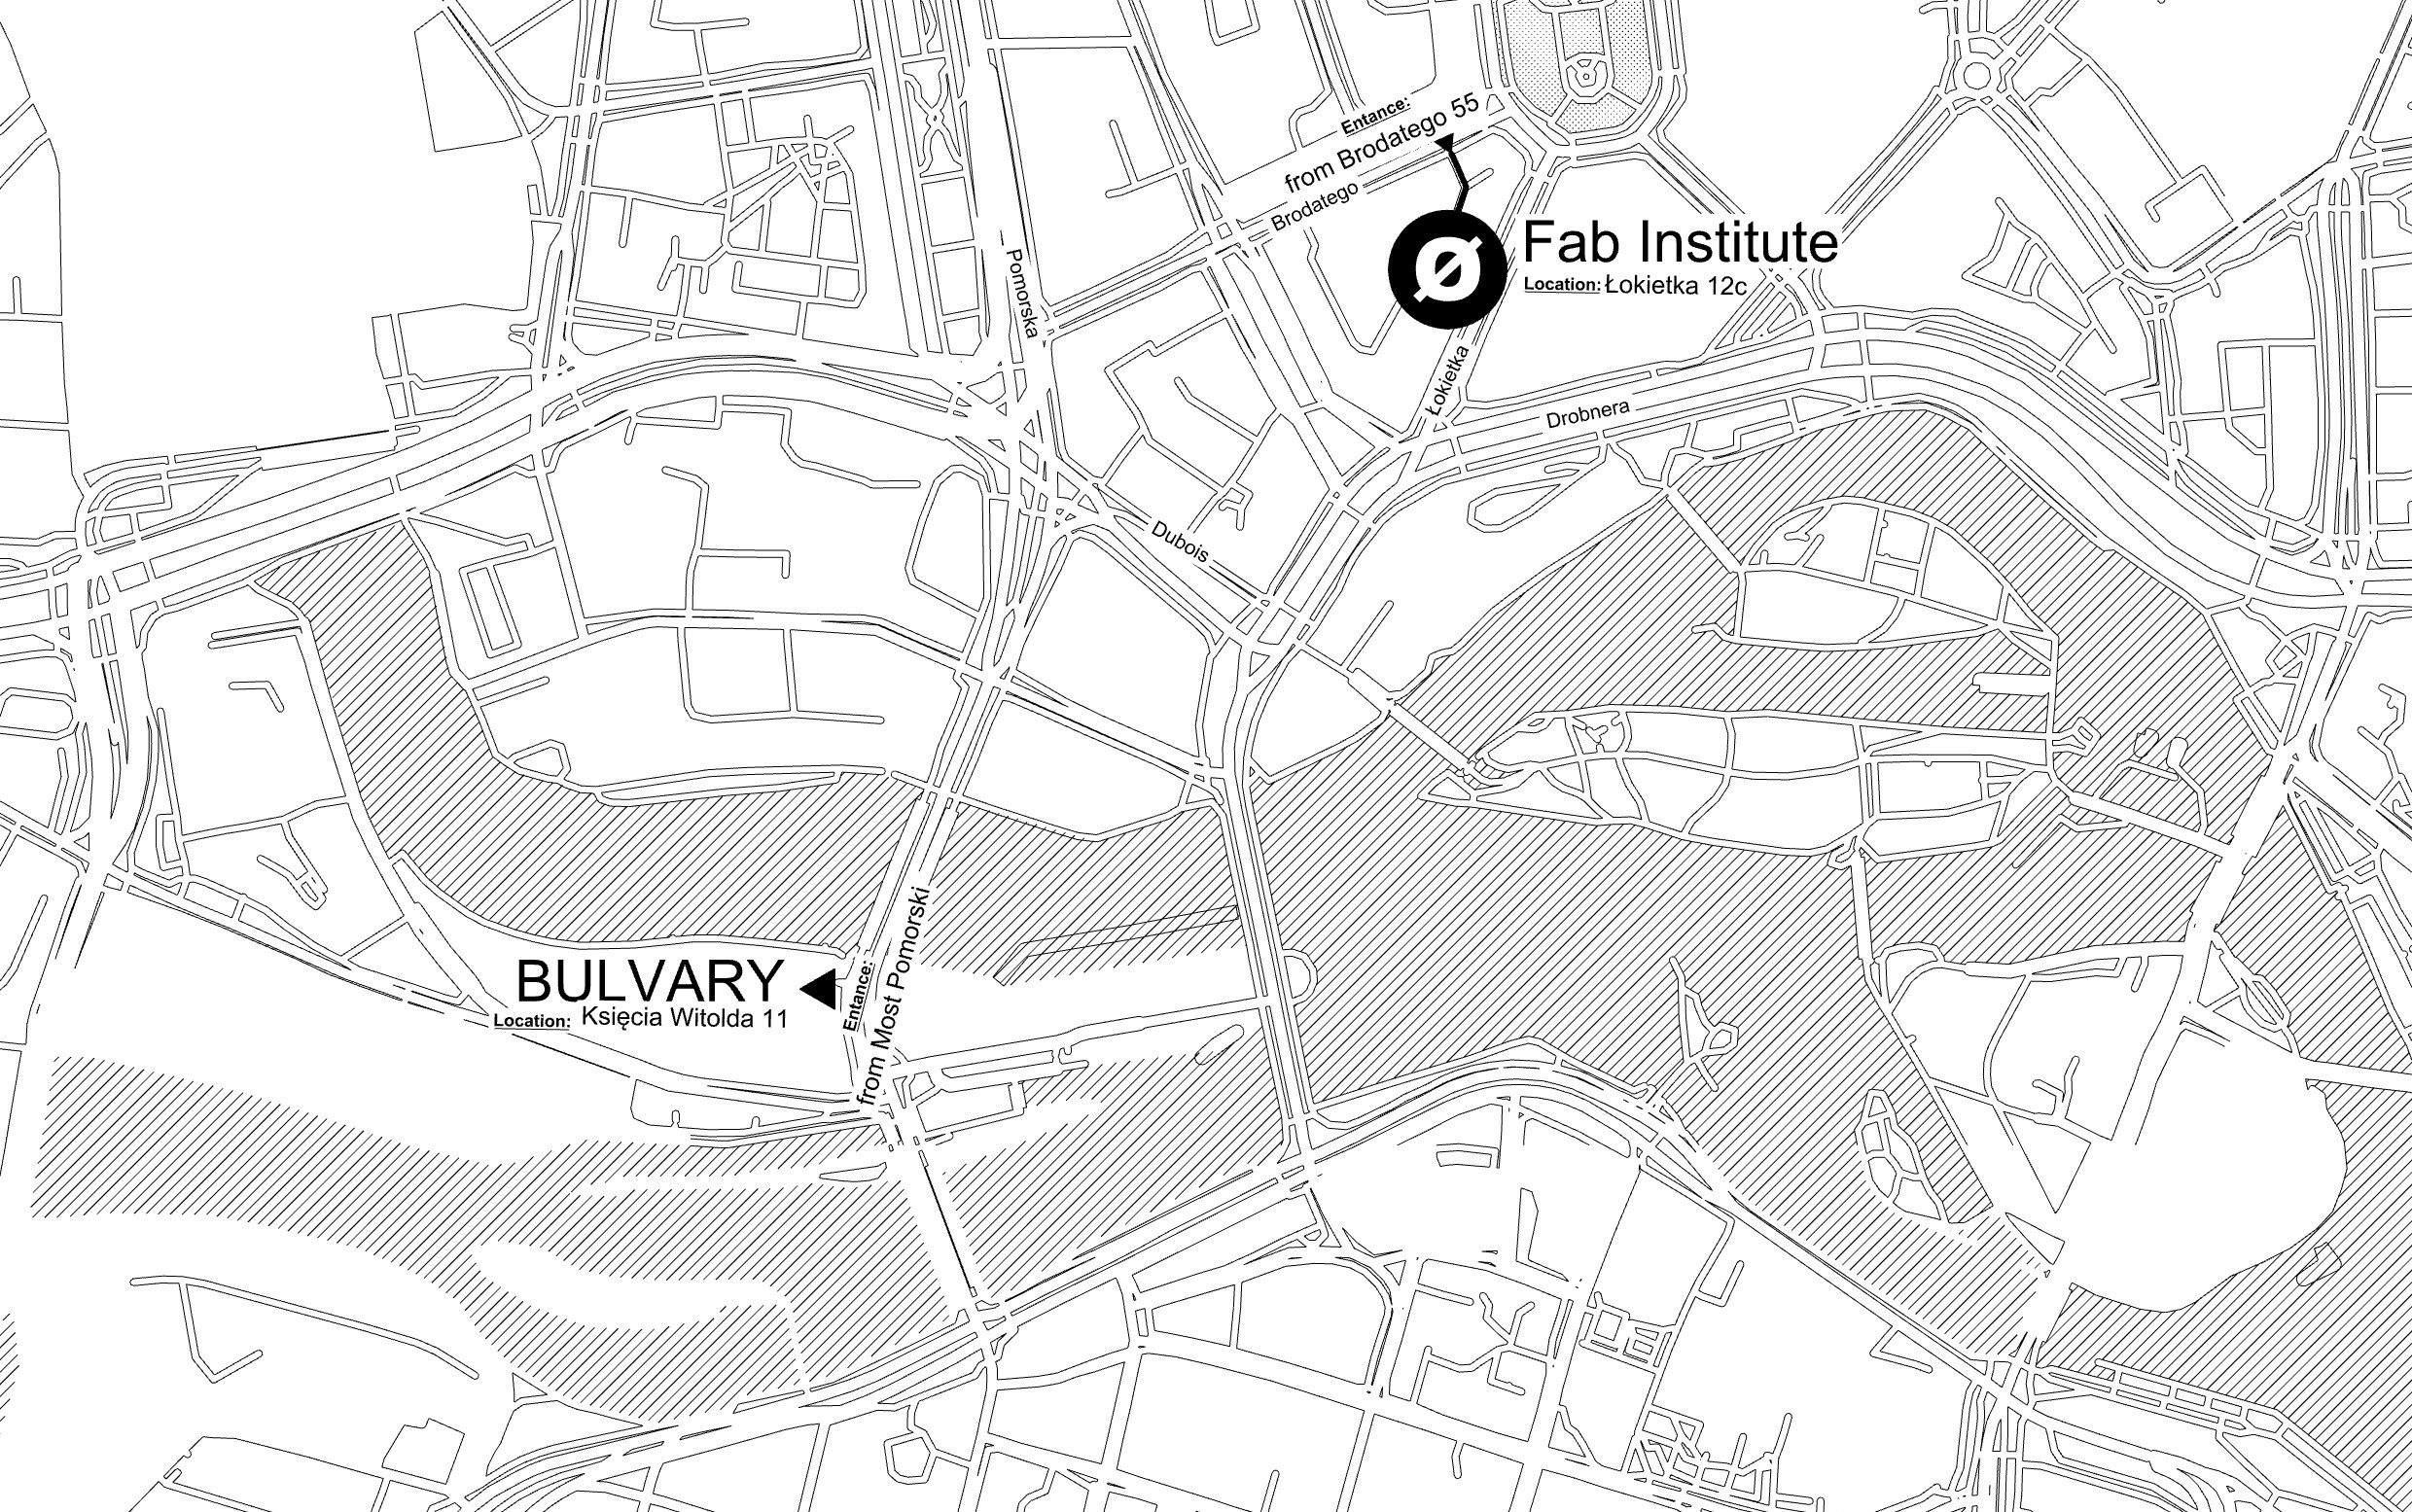 Entance:
from Brodatego 55
Brodatego
Fab Institute
Location: Łokietka 12c
Pomorska
Łokietka
Drobnera
Dubois
BULVARY
Location: Księcia Witolda 11
Entance:
from Most Pomorski